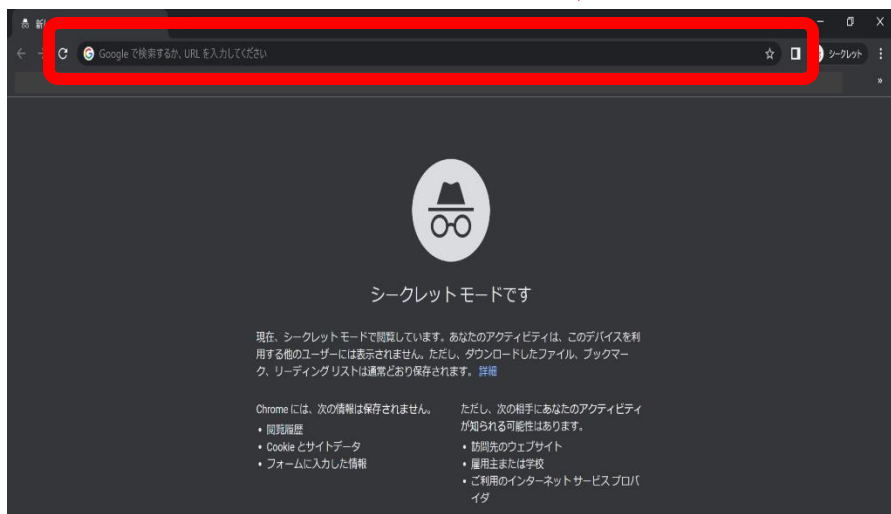 新し
Google で検索するか、URL を入力してください
シークレット
シークレット モードです
現在、シークレット モードで閲覧しています。あなたのアクティビティは、このデバイスを利
用する他のユーザーには表示されません。ただし、ダウンロードしたファイル、ブックマー
ク、リーディング リストは通常どおり保存されます。 詳細
Chrome には、次の情報は保存されません。
• 閲覧履歴
• Cookie とサイトデータ
• フォームに入力した情報
ただし、次の相手にあなたのアクティビティ
が知られる可能性はあります。
• 訪問先のウェブサイト
• 雇用主または学校
• ご利用のインターネット サービス プロバ
イダ